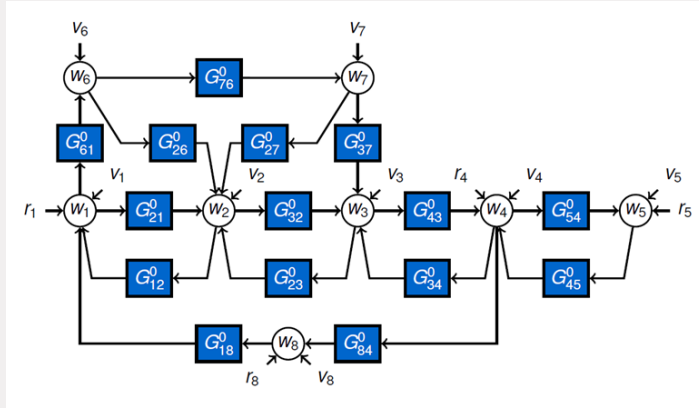 v6 v7
w6 G⁰76 w7
G⁰61 G⁰26 G⁰27 G⁰37
v1 v2 v3 r4 v4 v5
r1 w1 G⁰21 w2 G⁰32 w3 G⁰43 w4 G⁰54 w5 r5
G⁰12 G⁰23 G⁰34 G⁰45
G⁰18 w8 G⁰84
r8 v8